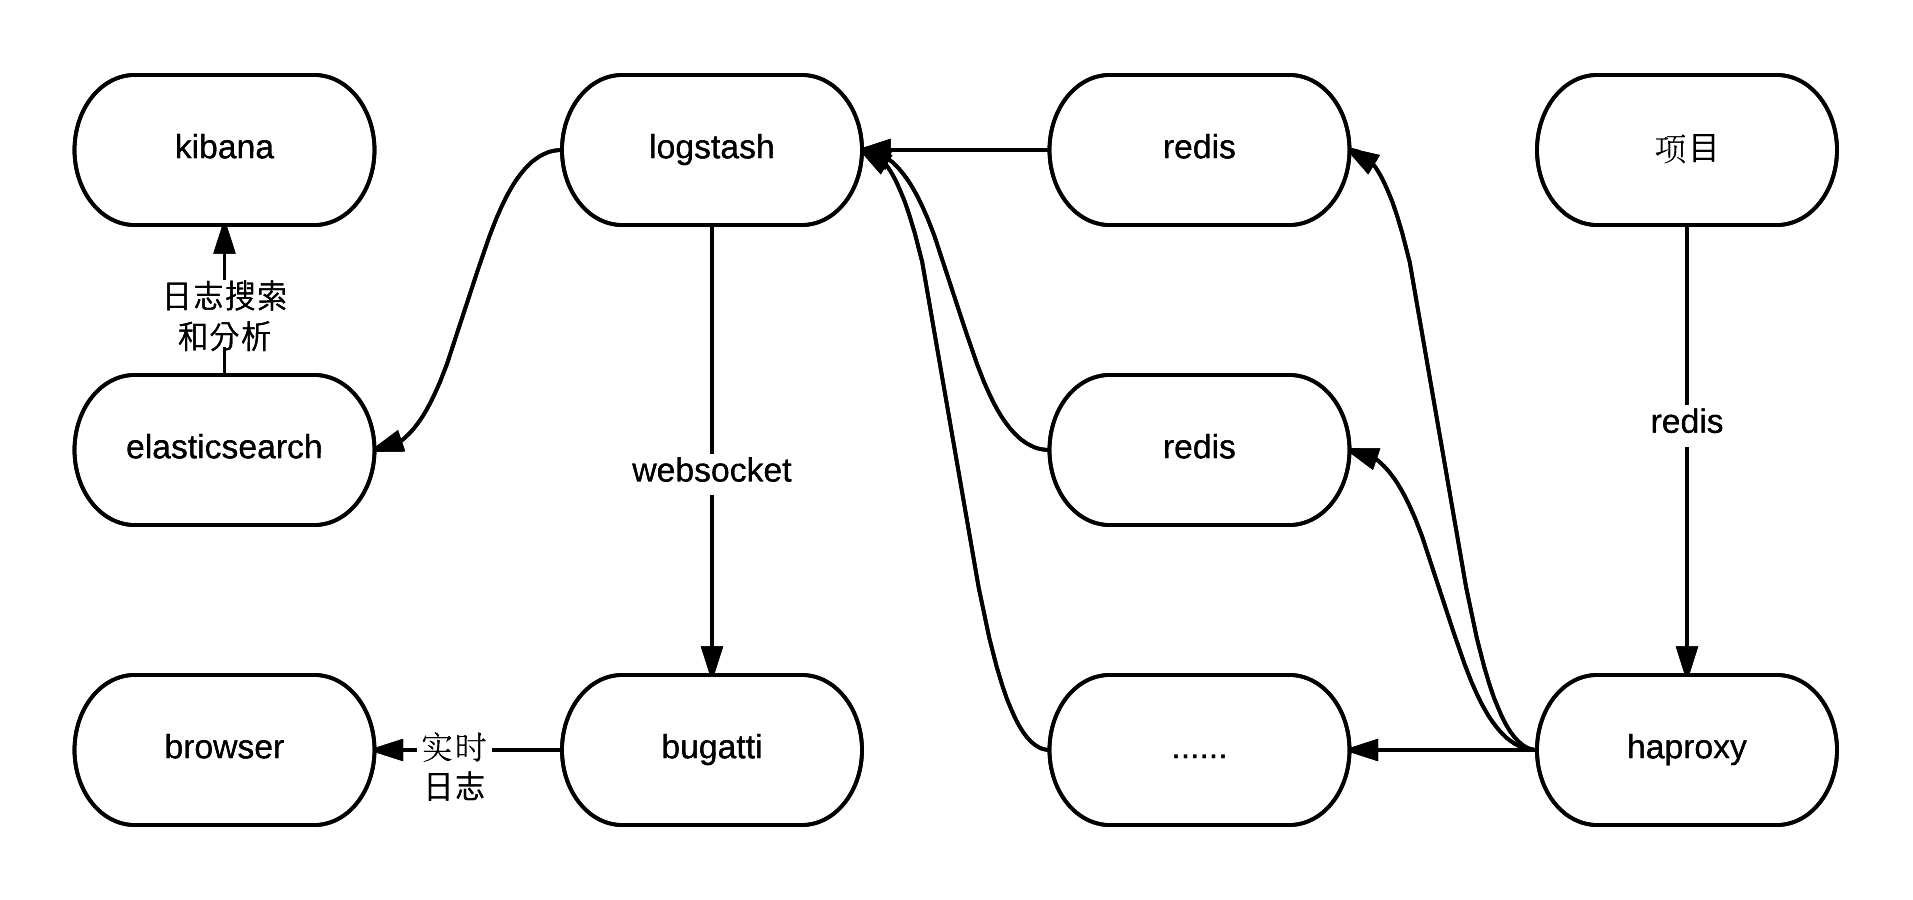 kibana
logstash
redis
项目
日志搜索
和分析
elasticsearch
websocket
redis
redis
browser
实时
日志
bugatti
......
haproxy